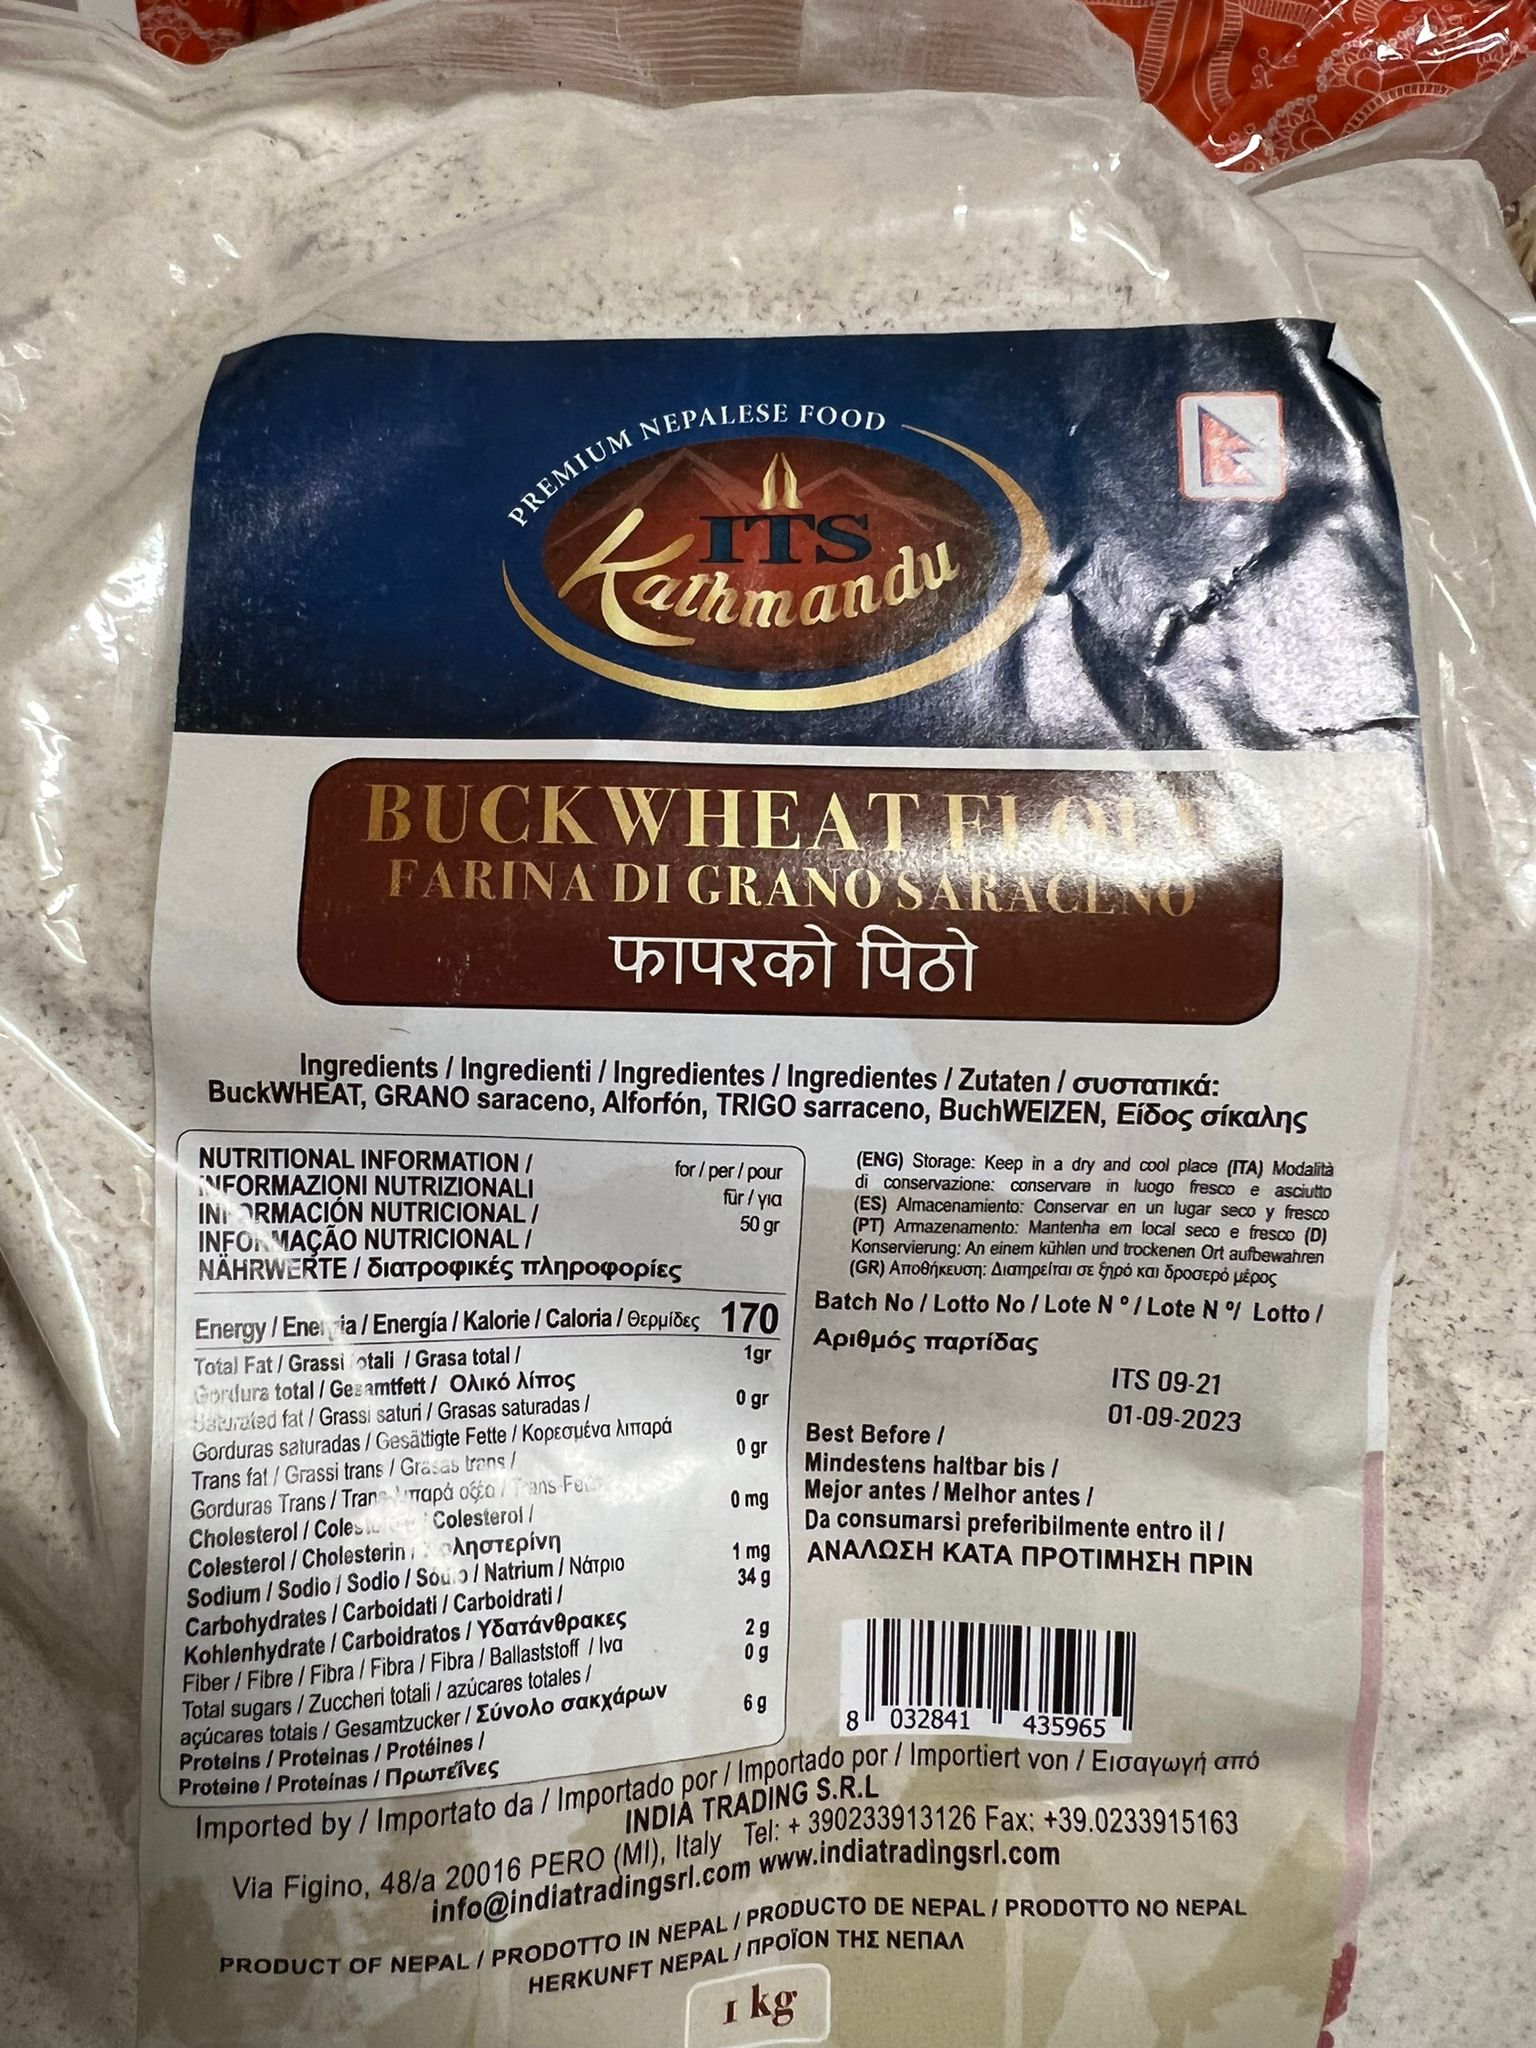 PREMIUM NEPALESE FOOD
ITS
Kathmandu
BUCKWHEAT FLOUR
FARINA DI GRANO SARACENO
फापरको पिठो
Ingredients / Ingredienti / Ingredientes / Ingredientes / Zutaten / συστατικά:
BuckWHEAT, GRANO saraceno, Alforfón, TRIGO sarraceno, BuchWEIZEN, Είδος σίκαλης
NUTRITIONAL INFORMATION /
INFORMAZIONI NUTRIZIONALI
INFORMACIÓN NUTRICIONAL /
INFORMAÇÃO NUTRICIONAL /
NÄHRWERTE / διατροφικές πληροφορίες
for / per / pour
für / για
50 gr
Energy / Energia / Energía / Kalorie / Caloria / Θερμίδες 170
Total Fat / Grassi totali / Grasa total / 1gr
Gordura total / Gesamtfett / Ολικό λίπος
Saturated fat / Grassi saturi / Grasas saturadas / 0 gr
Gorduras saturadas / Gesättigte Fette / Κορεσμένα λιπαρά
Trans fat / Grassi trans / Grasas trans / 0 gr
Gorduras Trans / Trans λιπαρά οξέα /
Cholesterol / Colesterol / 0 mg
Colesterol / Cholesterin /
Sodium / Sodio / Sodio / Sódio / Natrium / Νάτριο 1 mg
Carbohydrates / Carboidati / Carboidrati / 34 g
Kohlenhydrate / Carboidratos / Υδατάνθρακες
Fiber / Fibre / Fibra / Fibra / Fibra / Ballaststoff / Ινα 2 g
Total sugars / Zuccheri totali / azúcares totales / 0 g
açúcares totais / Gesamtzucker / Σύνολο σακχάρων
Proteins / Proteinas / Protéines / 6 g
Proteine / Proteínas / Πρωτεΐνες
(ENG) Storage: Keep in a dry and cool place (ITA) Modalità
di conservazione: conservare in luogo fresco e asciutto
(ES) Almacenamiento: Conservar en un lugar seco y fresco
(PT) Armazenamento: Mantenha em local seco e fresco (D)
Konservierung: An einem kühlen und trockenen Ort aufbewahren
(GR) Αποθήκευση: Διατηρείται σε ξηρό και δροσερό μέρος
Batch No / Lotto No / Lote N º / Lote N º/ Lotto /
Αριθμός παρτίδας
ITS 09-21
01-09-2023
Best Before /
Mindestens haltbar bis /
Mejor antes / Melhor antes /
Da consumarsi preferibilmente entro il /
ΑΝΑΛΩΣΗ ΚΑΤΑ ΠΡΟΤΙΜΗΣΗ ΠΡΙΝ
8 032841 435965
Imported by / Importato da / Importado por / Importado por / Importiert von / Εισαγωγή από
INDIA TRADING S.R.L
Via Figino, 48/a 20016 PERO (MI), Italy Tel: + 390233913126 Fax: +39.0233915163
info@indiatradingsrl.com www.indiatradingsrl.com
PRODUCT OF NEPAL / PRODOTTO IN NEPAL / PRODUCTO DE NEPAL / PRODOTTO NO NEPAL
HERKUNFT NEPAL / ΠΡΟΪΟΝ ΤΗΣ ΝΕΠΑΛ
1 kg